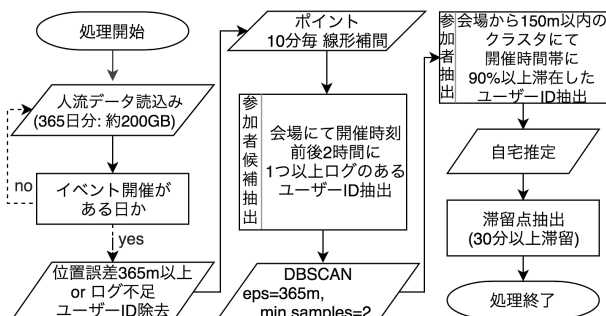 処理開始
人流データ読込み
(365日分: 約200GB)
no
イベント開催が
ある日か
yes
位置誤差365m以上
or ログ不足
ユーザーID除去
ポイント
10分毎 線形補間
参加者候補抽出
会場にて開催時刻
前後2時間に
1つ以上ログのある
ユーザーID抽出
DBSCAN
eps=365m,
min samples=2
参加者抽出
会場から150m以内の
クラスタにて
開催時間帯に
90%以上滞在した
ユーザーID抽出
自宅推定
滞留点抽出
(30分以上滞留)
処理終了